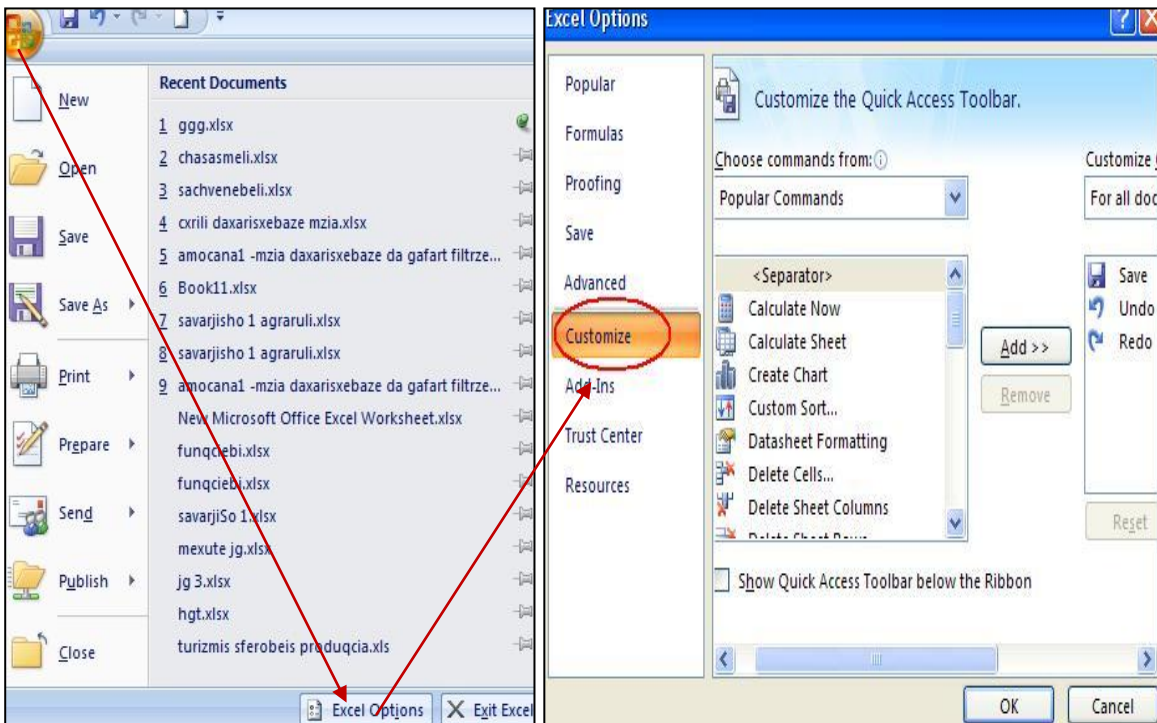 New
Open
Save
Save As
Print
Prepare
Send
Publish
Close
Recent Documents
1 ggg.xlsx
2 chasasmeli.xlsx
3 sachvenebeli.xlsx
4 cxrili daxarisxebaze mzia.xlsx
5 amocana1 -mzia daxarisxebaze da gafart filtrze...
6 Book11.xlsx
7 savarjisho 1 agraruli.xlsx
8 savarjisho 1 agraruli.xlsx
9 amocana1 -mzia daxarisxebaze da gafart filtrze...
New Microsoft Office Excel Worksheet.xlsx
funqciebi.xlsx
funqciebi.xlsx
savarjiSo 1.xlsx
mexute jg.xlsx
jg 3.xlsx
hgt.xlsx
turizmis sferobeis produqcia.xls
Excel Options
Exit Excel
Excel Options
Popular
Formulas
Proofing
Save
Advanced
Customize
Add-Ins
Trust Center
Resources
Customize the Quick Access Toolbar.
Choose commands from:
Popular Commands
<Separator>
Calculate Now
Calculate Sheet
Create Chart
Custom Sort...
Datasheet Formatting
Delete Cells...
Delete Sheet Columns
Delete Sheet Rows
Add >>
Remove
Customize
For all doc
Save
Undo
Redo
Reset
Show Quick Access Toolbar below the Ribbon
OK
Cancel